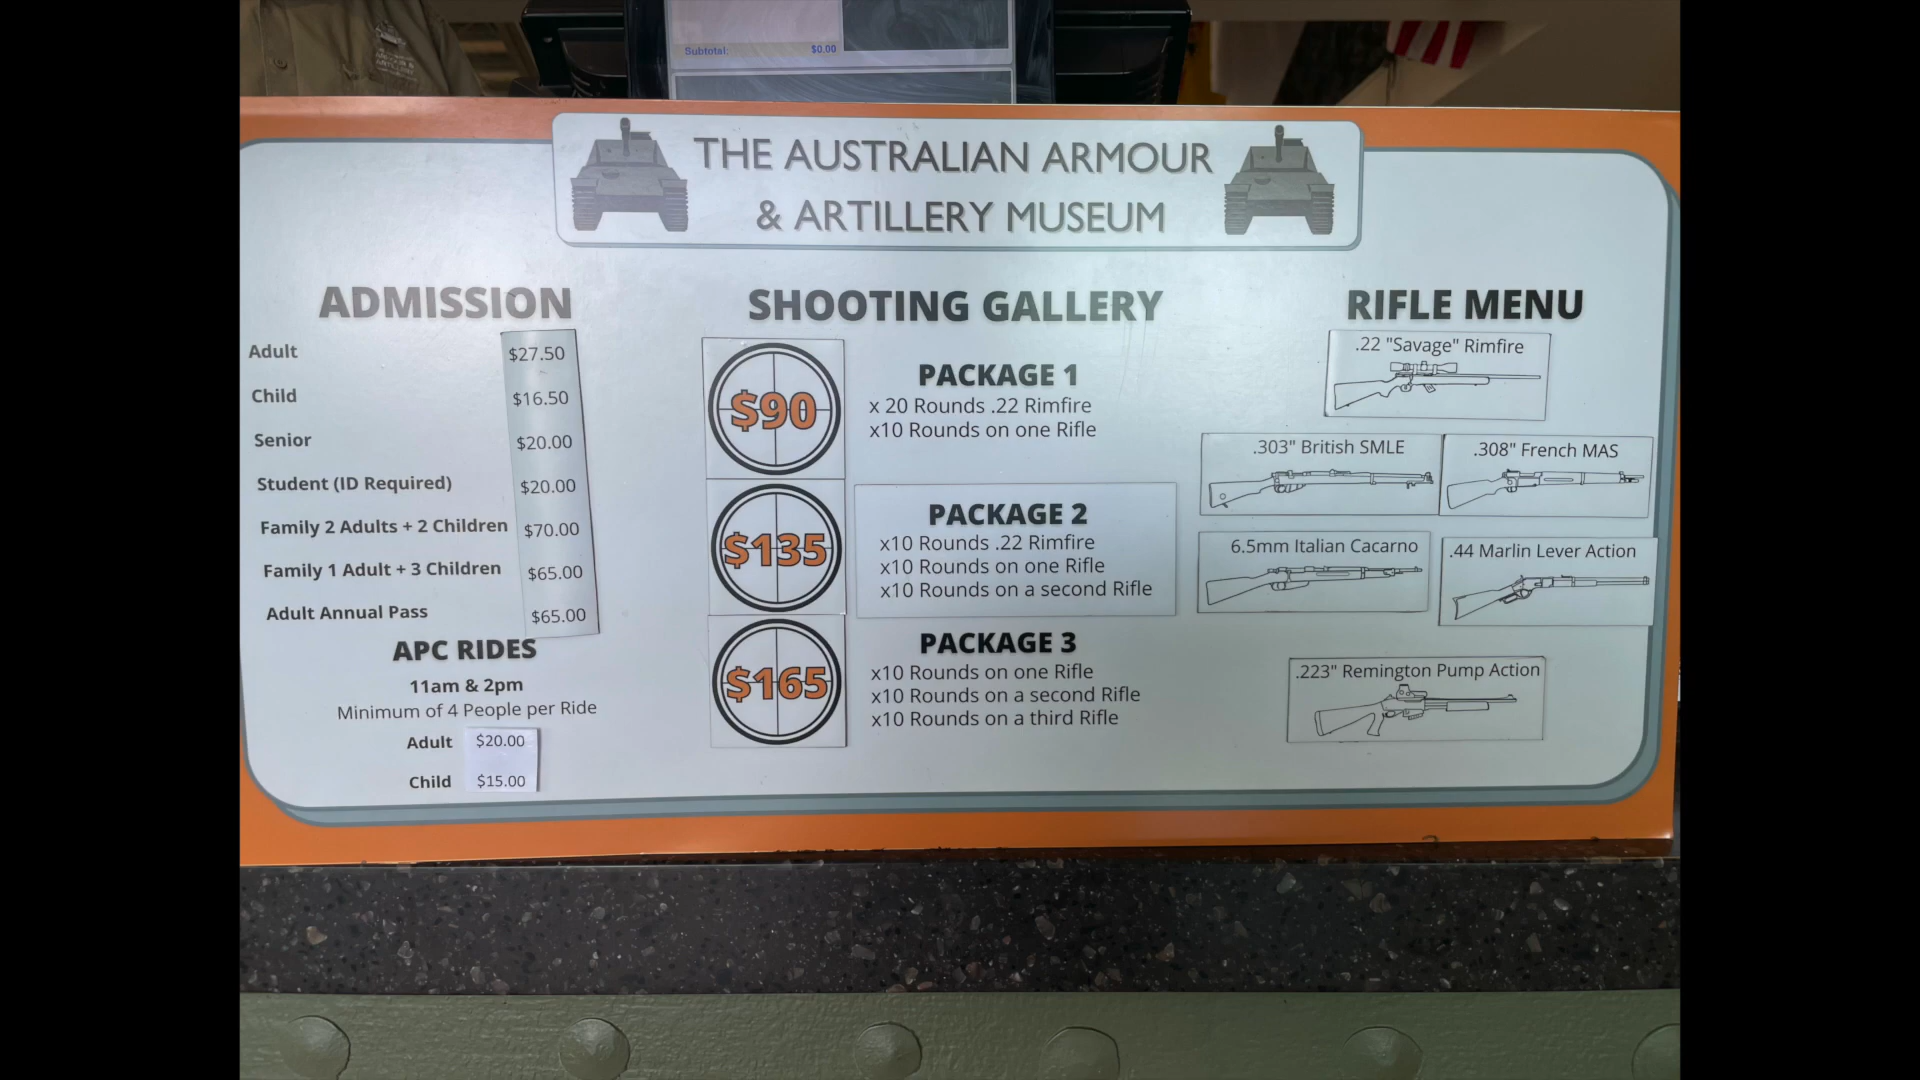 Subtotal: $0.00
THE AUSTRALIAN ARMOUR
& ARTILLERY MUSEUM
ADMISSION
Adult $27.50
Child $16.50
Senior $20.00
Student (ID Required) $20.00
Family 2 Adults + 2 Children $70.00
Family 1 Adult + 3 Children $65.00
Adult Annual Pass $65.00
APC RIDES
11am & 2pm
Minimum of 4 People per Ride
Adult $20.00
Child $15.00
SHOOTING GALLERY
$90
PACKAGE 1
x 20 Rounds .22 Rimfire
x10 Rounds on one Rifle
$135
PACKAGE 2
x10 Rounds .22 Rimfire
x10 Rounds on one Rifle
x10 Rounds on a second Rifle
$165
PACKAGE 3
x10 Rounds on one Rifle
x10 Rounds on a second Rifle
x10 Rounds on a third Rifle
RIFLE MENU
.22 "Savage" Rimfire
.303" British SMLE
.308" French MAS
6.5mm Italian Cacarno
.44 Marlin Lever Action
.223" Remington Pump Action